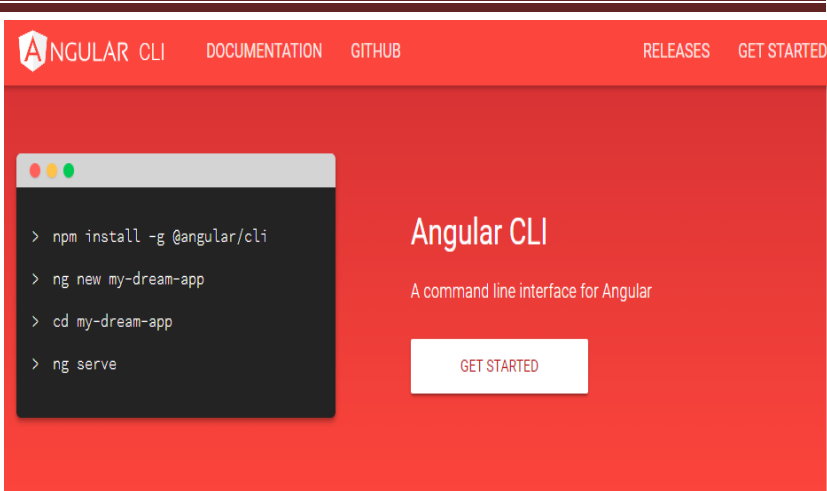 ANGULAR CLI DOCUMENTATION GITHUB RELEASES GET STARTED
> npm install -g @angular/cli
> ng new my-dream-app
> cd my-dream-app
> ng serve
Angular CLI
A command line interface for Angular
GET STARTED